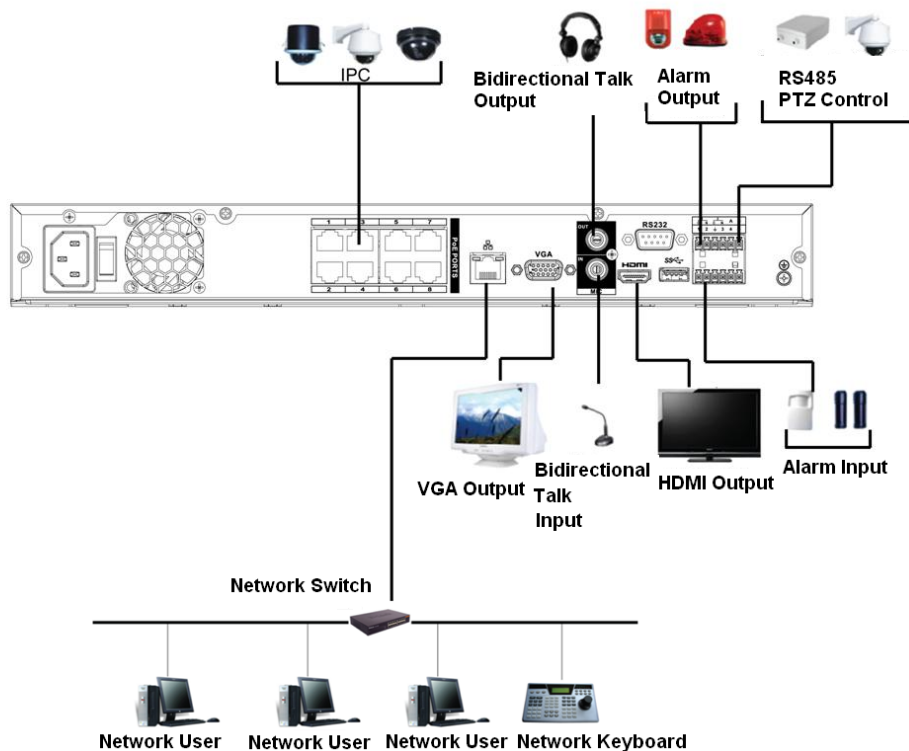 IPC
Bidirectional Talk
Output
Alarm
Output
RS485
PTZ Control
1 3 5 7
2 4 6 8
PoE PORTS
VGA
OUT
IN
MIC
RS232
HDMI
SS
A
VGA Output
Bidirectional
Talk
Input
HDMI Output
Alarm Input
Network Switch
Network User
Network User
Network User
Network Keyboard